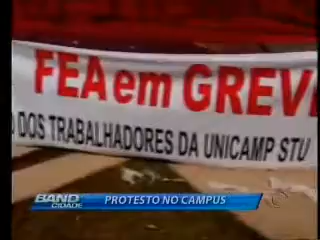 FEA em GREVE
O DOS TRABALHADORES DA UNICAMP STU
BAND
CIDADE
PROTESTO NO CAMPUS